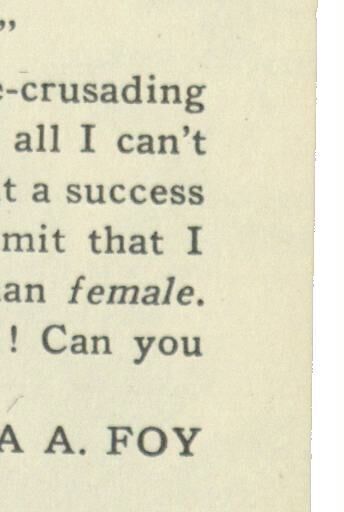 ”
-crusading
all I can't
t a success
mit that I
an female.
! Can you
A A. FOY